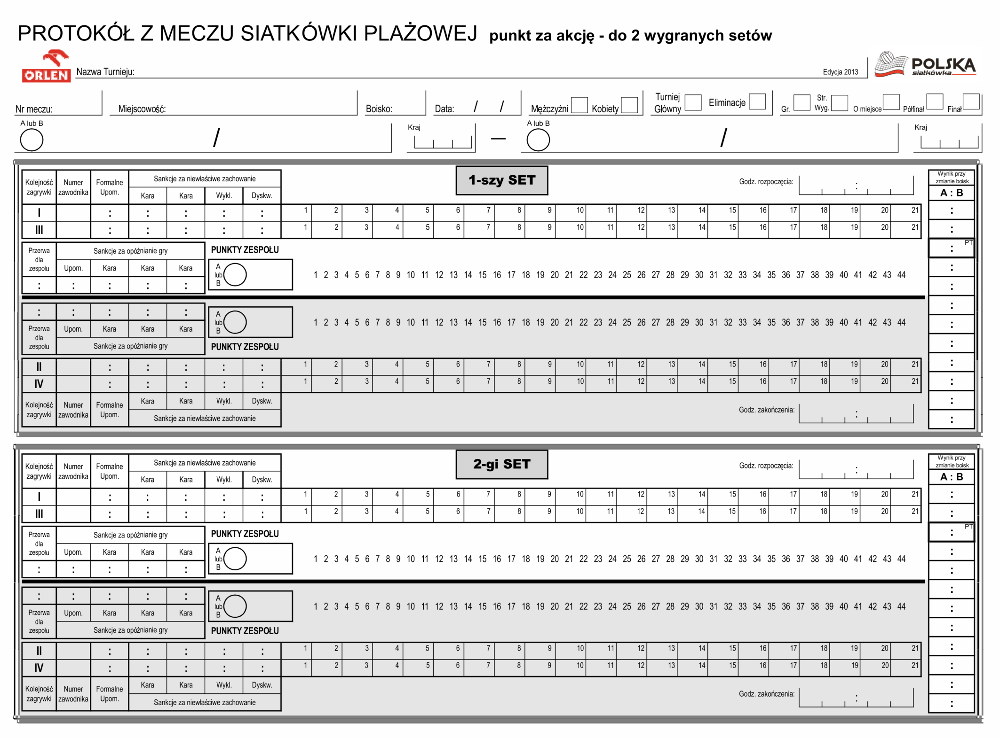 PROTOKÓŁ Z MECZU SIATKÓWKI PLAŻOWEJ punkt za akcję - do 2 wygranych setów
ORLEN Nazwa Turnieju: Edycja 2013 POLSKA siatkówka
Nr meczu: Miejscowość: Boisko: Data: / / Mężczyźni Kobiety Turniej Główny Eliminacje Gr. Str. Wyg. O miejsce Półfinał Finał
A lub B / Kraj — A lub B / Kraj
1-szy SET
Godz. rozpoczęcia: :
Wynik przy zmianie boisk
A : B
Kolejność zagrywki Numer zawodnika Formalne Upom. Sankcje za niewłaściwe zachowanie
Kara Kara Wykl. Dyskw.
I : : : : : 1 2 3 4 5 6 7 8 9 10 11 12 13 14 15 16 17 18 19 20 21 :
III : : : : : 1 2 3 4 5 6 7 8 9 10 11 12 13 14 15 16 17 18 19 20 21 :
Przerwa dla zespołu Sankcje za opóźnianie gry PUNKTY ZESPOŁU : PT
Upom. Kara Kara Kara A lub B 1 2 3 4 5 6 7 8 9 10 11 12 13 14 15 16 17 18 19 20 21 22 23 24 25 26 27 28 29 30 31 32 33 34 35 36 37 38 39 40 41 42 43 44 :
: : : : : :
: : : : : :
Przerwa dla zespołu Upom. Kara Kara Kara A lub B 1 2 3 4 5 6 7 8 9 10 11 12 13 14 15 16 17 18 19 20 21 22 23 24 25 26 27 28 29 30 31 32 33 34 35 36 37 38 39 40 41 42 43 44 :
Sankcje za opóźnianie gry PUNKTY ZESPOŁU :
II : : : : : 1 2 3 4 5 6 7 8 9 10 11 12 13 14 15 16 17 18 19 20 21 :
IV : : : : : 1 2 3 4 5 6 7 8 9 10 11 12 13 14 15 16 17 18 19 20 21 :
Kolejność zagrywki Numer zawodnika Formalne Upom. Kara Kara Wykl. Dyskw. :
Sankcje za niewłaściwe zachowanie Godz. zakończenia: : :
2-gi SET
Godz. rozpoczęcia: :
Wynik przy zmianie boisk
A : B
Kolejność zagrywki Numer zawodnika Formalne Upom. Sankcje za niewłaściwe zachowanie
Kara Kara Wykl. Dyskw.
I : : : : : 1 2 3 4 5 6 7 8 9 10 11 12 13 14 15 16 17 18 19 20 21 :
III : : : : : 1 2 3 4 5 6 7 8 9 10 11 12 13 14 15 16 17 18 19 20 21 :
Przerwa dla zespołu Sankcje za opóźnianie gry PUNKTY ZESPOŁU : PT
Upom. Kara Kara Kara A lub B 1 2 3 4 5 6 7 8 9 10 11 12 13 14 15 16 17 18 19 20 21 22 23 24 25 26 27 28 29 30 31 32 33 34 35 36 37 38 39 40 41 42 43 44 :
: : : : : :
: : : : : :
Przerwa dla zespołu Upom. Kara Kara Kara A lub B 1 2 3 4 5 6 7 8 9 10 11 12 13 14 15 16 17 18 19 20 21 22 23 24 25 26 27 28 29 30 31 32 33 34 35 36 37 38 39 40 41 42 43 44 :
Sankcje za opóźnianie gry PUNKTY ZESPOŁU :
II : : : : : 1 2 3 4 5 6 7 8 9 10 11 12 13 14 15 16 17 18 19 20 21 :
IV : : : : : 1 2 3 4 5 6 7 8 9 10 11 12 13 14 15 16 17 18 19 20 21 :
Kolejność zagrywki Numer zawodnika Formalne Upom. Kara Kara Wykl. Dyskw. :
Sankcje za niewłaściwe zachowanie Godz. zakończenia: : :